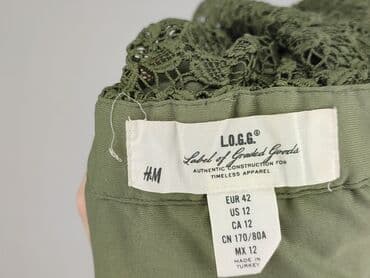 L.O.G.G.®
Label of Graded Goods
H&M
AUTHENTIC CONSTRUCTION FOR
TIMELESS APPAREL
EUR 42
US 12
CA 12
CN 170/80A
MX 12
MADE IN
TURKEY